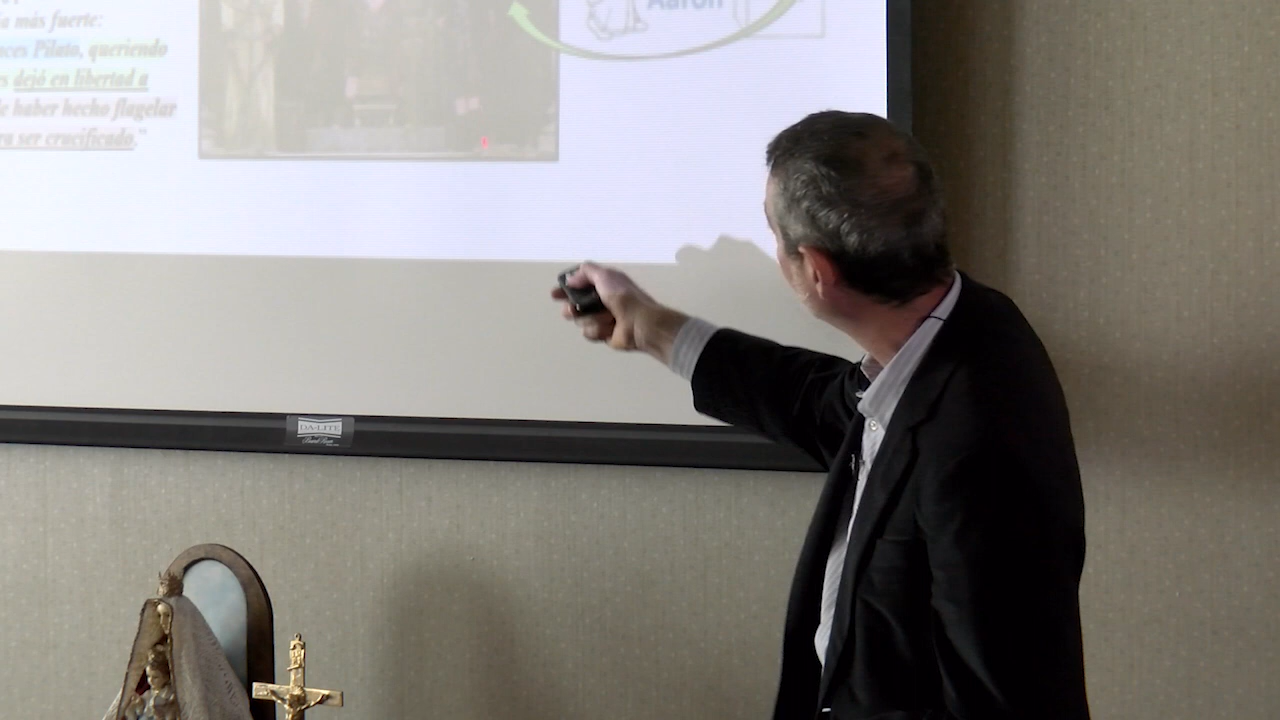 a más fuerte:
nces Pilato, queriendo
es dejó en libertad a
e haber hecho flagelar
ra ser crucificado."
Aarón
DA-LITE